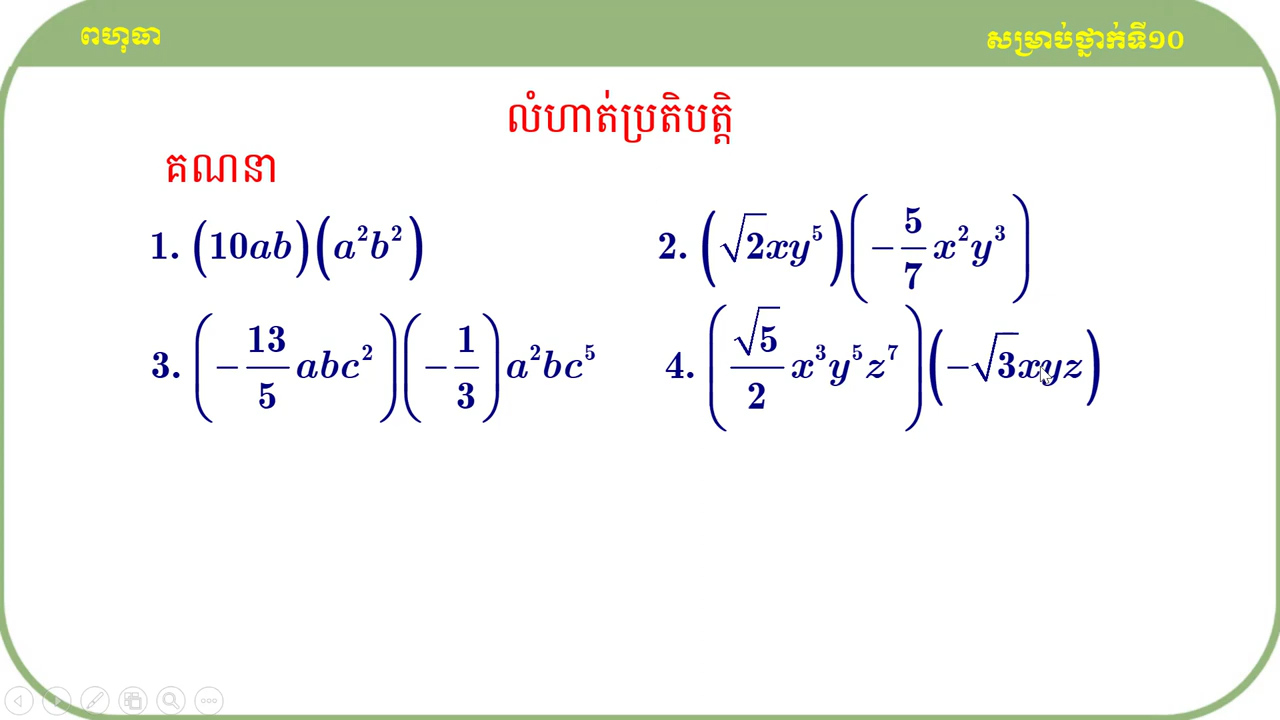 ពហុធា
សម្រាប់ថ្នាក់ទី១០
លំហាត់ប្រតិបត្តិ
គណនា
1. (10ab)(a²b²)
2. (√2xy⁵)(−5/7 x²y³)
3. (−13/5 abc²)(−1/3)a²bc⁵
4. (√5/2 x³y⁵z⁷)(−√3xyz)